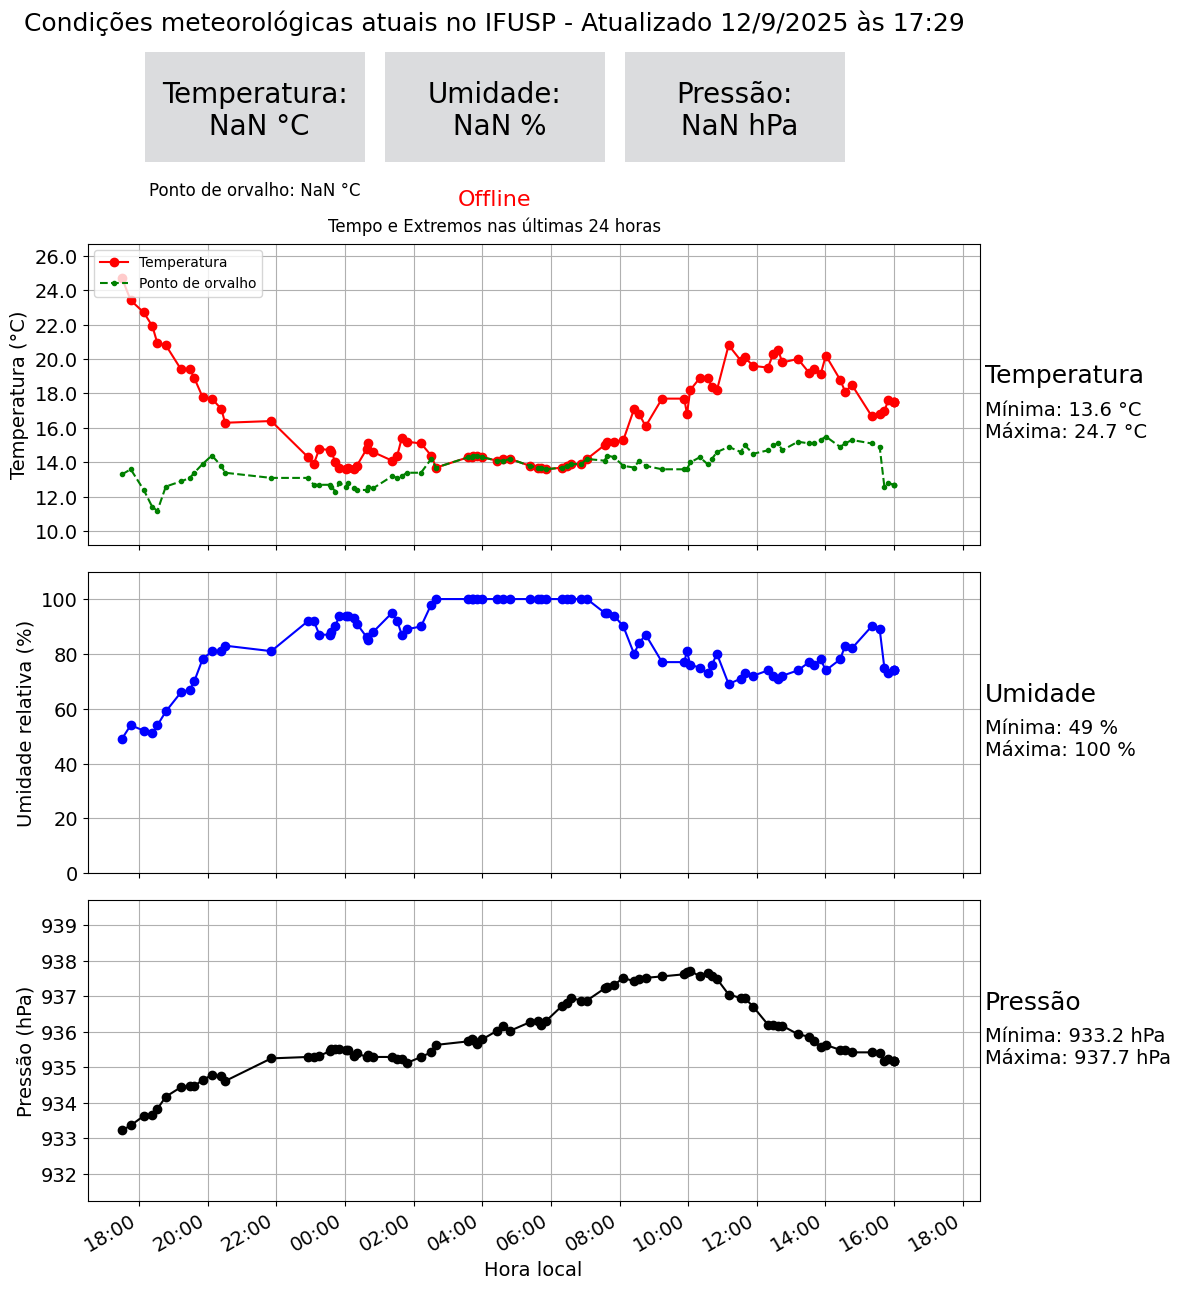 Condições meteorológicas atuais no IFUSP - Atualizado 12/9/2025 às 17:29
Temperatura:
NaN °C
Umidade:
NaN %
Pressão:
NaN hPa
Ponto de orvalho: NaN °C
Offline
Tempo e Extremos nas últimas 24 horas
Temperatura (°C)
26.0
24.0
22.0
20.0
18.0
16.0
14.0
12.0
10.0
Temperatura
Ponto de orvalho
Temperatura
Mínima: 13.6 °C
Máxima: 24.7 °C
Umidade relativa (%)
100
80
60
40
20
0
Umidade
Mínima: 49 %
Máxima: 100 %
Pressão (hPa)
939
938
937
936
935
934
933
932
Pressão
Mínima: 933.2 hPa
Máxima: 937.7 hPa
18:00 20:00 22:00 00:00 02:00 04:00 06:00 08:00 10:00 12:00 14:00 16:00 18:00
Hora local